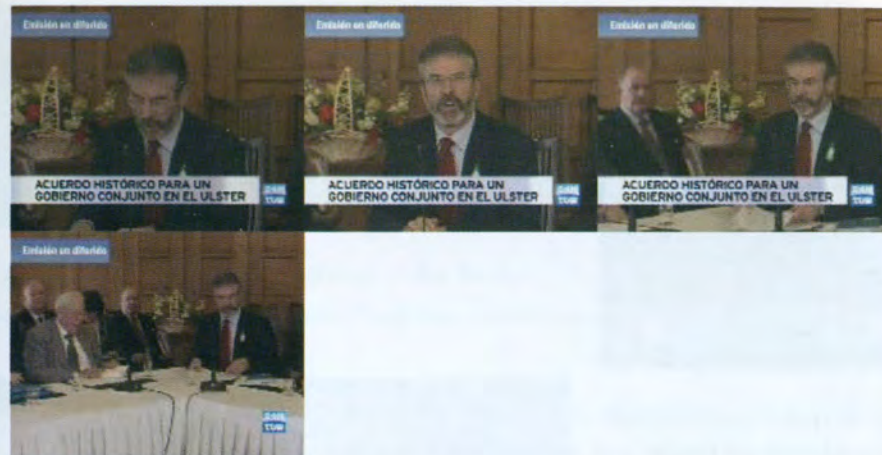 Emisión en diferido
Emisión en diferido
Emisión en diferido
ACUERDO HISTÓRICO PARA UN
GOBIERNO CONJUNTO EN EL ULSTER
ACUERDO HISTÓRICO PARA UN
GOBIERNO CONJUNTO EN EL ULSTER
ACUERDO HISTÓRICO PARA UN
GOBIERNO CONJUNTO EN EL ULSTER
Emisión en diferido